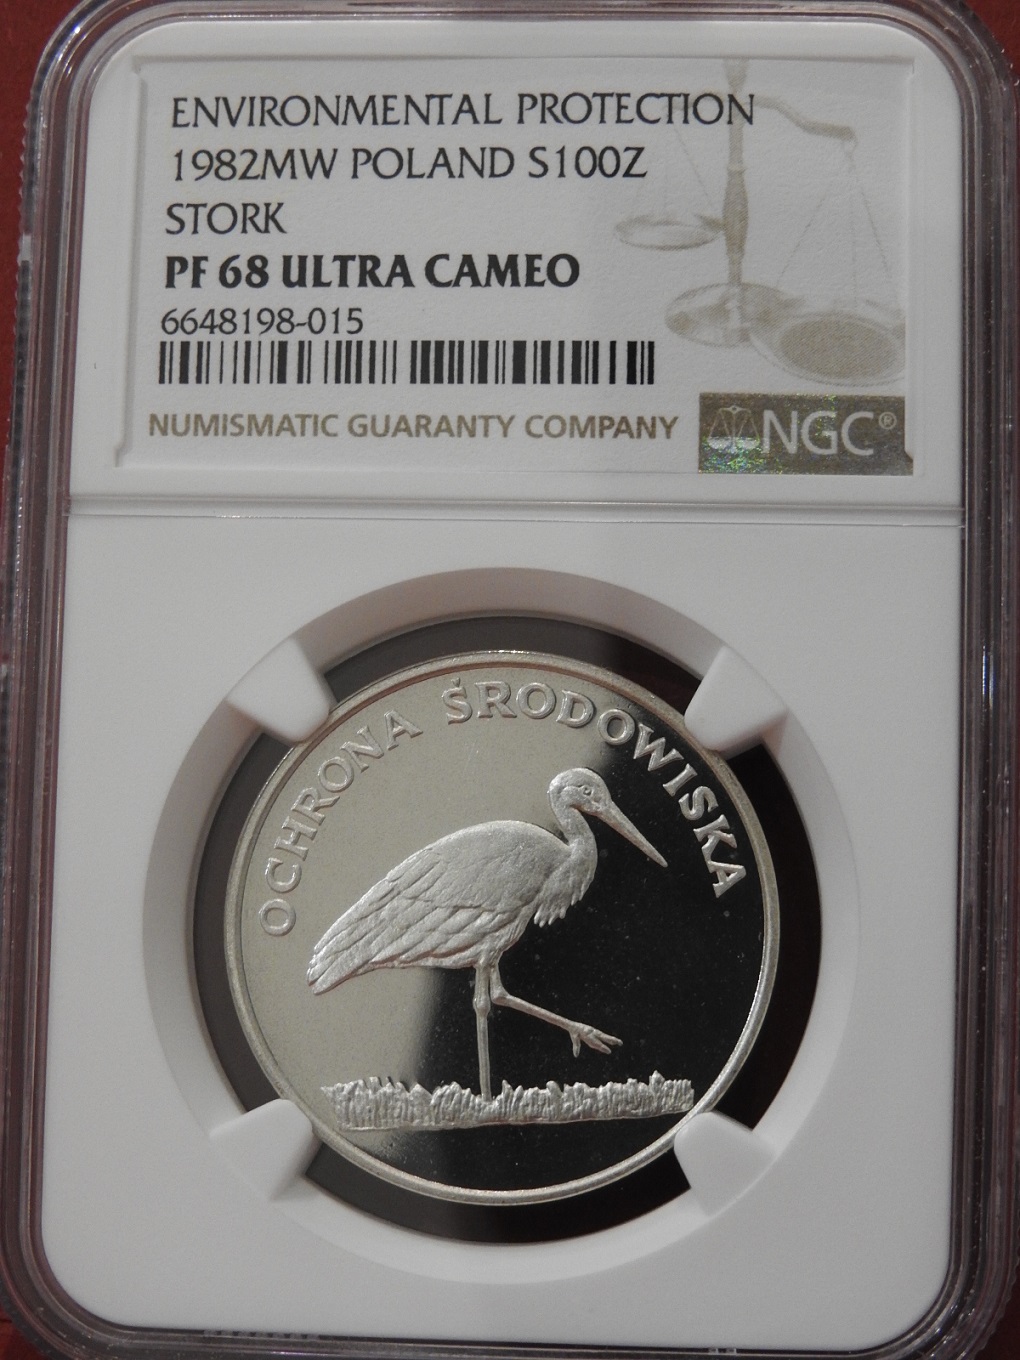 ENVIRONMENTAL PROTECTION
1982MW POLAND S100Z
STORK
PF 68 ULTRA CAMEO
6648198-015
NUMISMATIC GUARANTY COMPANY
NGC®
OCHRONA ŚRODOWISKA